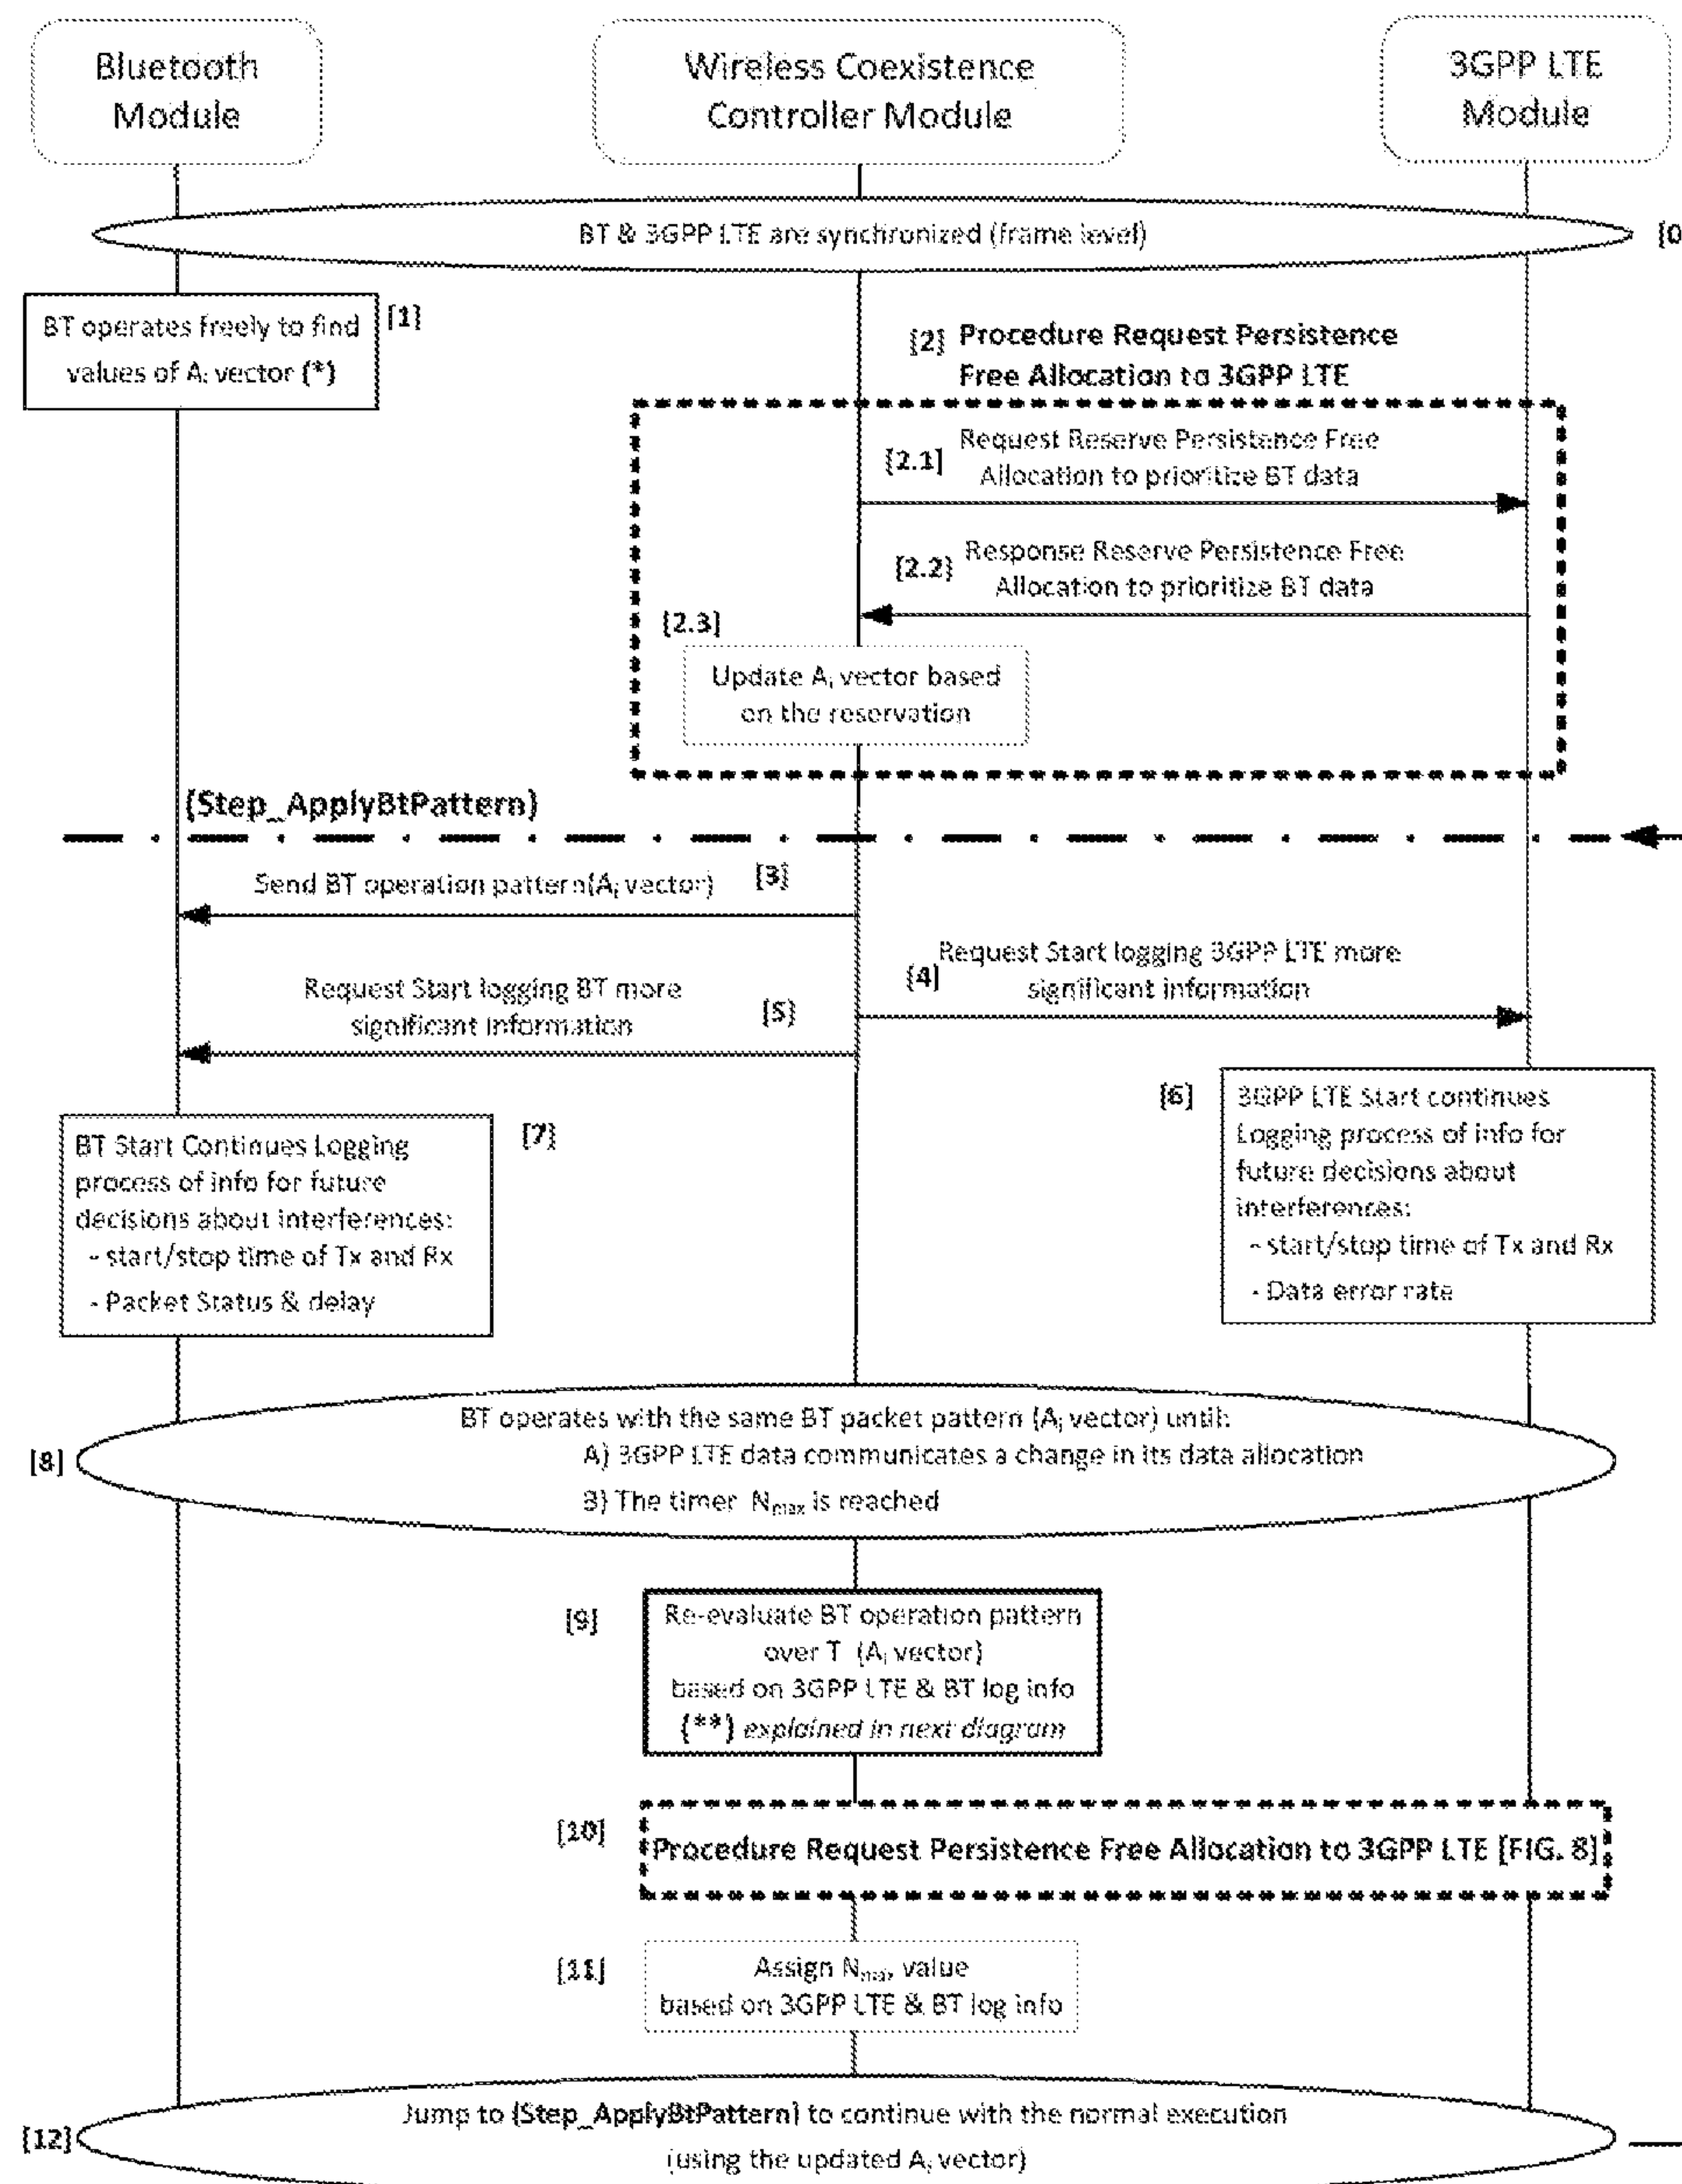 Bluetooth
Module
Wireless Coexistence
Controller Module
3GPP LTE
Module
BT & 3GPP LTE are synchronized (frame level)
[0
BT operates freely to find
values of Ai vector (*)
[1]
[2] Procedure Request Persistence
Free Allocation to 3GPP LTE
[2.1] Request Reserve Persistence Free
Allocation to prioritize BT data
[2.2] Response Reserve Persistence Free
Allocation to prioritize BT data
[2.3]
Update Ai vector based
on the reservation
(Step_ApplyBtPattern)
Send BT operation pattern(Ai vector) [3]
[4] Request Start logging 3GPP LTE more
significant information
Request Start logging BT more
significant information
[5]
[6]
3GPP LTE Start continues
Logging process of info for
future decisions about
interferences:
- start/stop time of Tx and Rx
- Data error rate
[7]
BT Start Continues Logging
process of info for future
decisions about interferences:
- start/stop time of Tx and Rx
- Packet Status & delay
[8]
BT operates with the same BT packet pattern (Ai vector) until:
A) 3GPP LTE data communicates a change in its data allocation
B) The timer Nmax is reached
[9]
Re-evaluate BT operation pattern
over T (Ai vector)
based on 3GPP LTE & BT log info
(**) explained in next diagram
[10]
Procedure Request Persistence Free Allocation to 3GPP LTE [FIG. 8]
[11]
Assign Nmax value
based on 3GPP LTE & BT log info
[12]
Jump to (Step_ApplyBtPattern) to continue with the normal execution
(using the updated Ai vector)